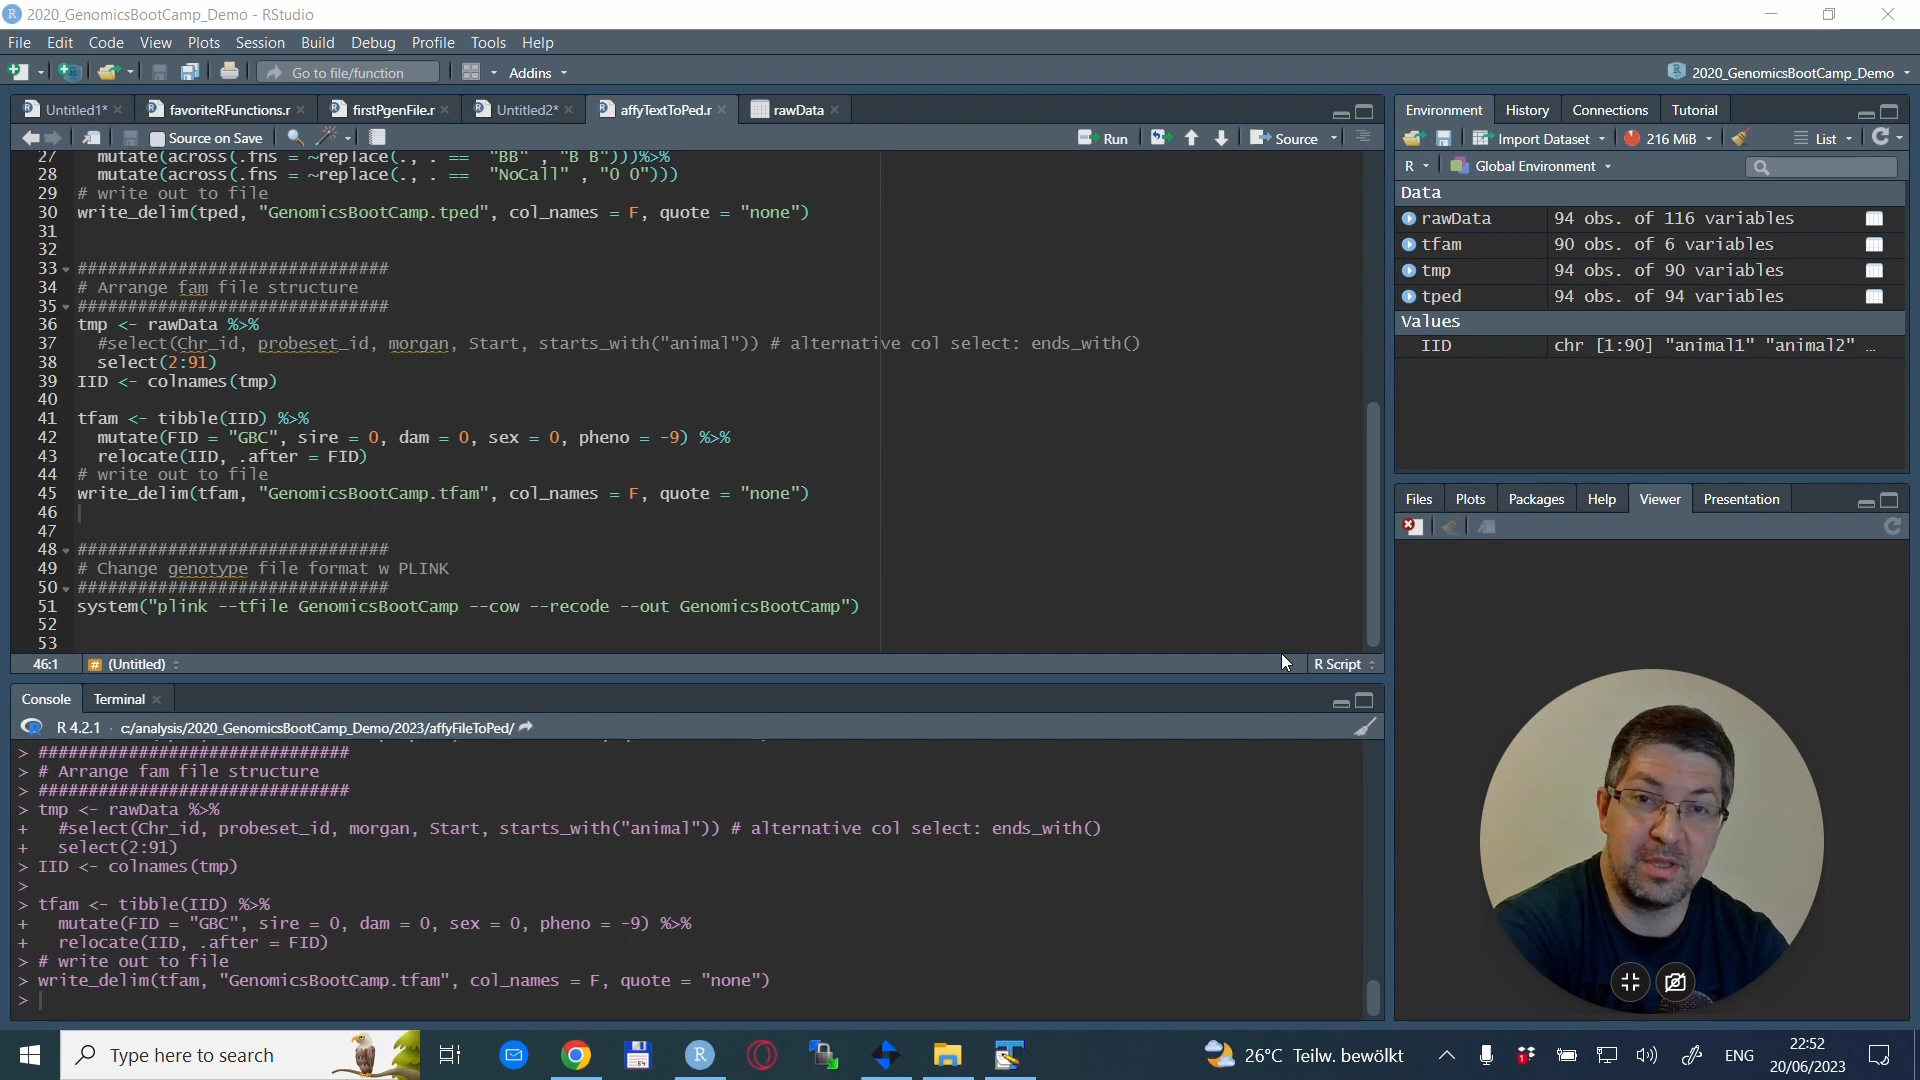 2020_GenomicsBootCamp_Demo - RStudio
File Edit Code View Plots Session Build Debug Profile Tools Help
Go to file/function Addins 2020_GenomicsBootCamp_Demo
Untitled1* favoriteRFunctions.r firstPgenFile.r Untitled2* affyTextToPed.r rawData
Source on Save Run Source
27 mutate(across(.fns = ~replace(., . == "BB" , "B B")))%>%
28 mutate(across(.fns = ~replace(., . == "NoCall" , "0 0")))
29 # write out to file
30 write_delim(tped, "GenomicsBootCamp.tped", col_names = F, quote = "none")
31
32
33 ###############################
34 # Arrange fam file structure
35 ###############################
36 tmp <- rawData %>%
37 #select(Chr_id, probeset_id, morgan, Start, starts_with("animal")) # alternative col select: ends_with()
38 select(2:91)
39 IID <- colnames(tmp)
40
41 tfam <- tibble(IID) %>%
42 mutate(FID = "GBC", sire = 0, dam = 0, sex = 0, pheno = -9) %>%
43 relocate(IID, .after = FID)
44 # write out to file
45 write_delim(tfam, "GenomicsBootCamp.tfam", col_names = F, quote = "none")
46
47
48 ###############################
49 # Change genotype file format w PLINK
50 ###############################
51 system("plink --tfile GenomicsBootCamp --cow --recode --out GenomicsBootCamp")
52
53
46:1 # (Untitled) R Script
Console Terminal
R 4.2.1 · c:/analysis/2020_GenomicsBootCamp_Demo/2023/affyFileToPed/
> ###############################
> # Arrange fam file structure
> ###############################
> tmp <- rawData %>%
+ #select(Chr_id, probeset_id, morgan, Start, starts_with("animal")) # alternative col select: ends_with()
+ select(2:91)
> IID <- colnames(tmp)
>
> tfam <- tibble(IID) %>%
+ mutate(FID = "GBC", sire = 0, dam = 0, sex = 0, pheno = -9) %>%
+ relocate(IID, .after = FID)
> # write out to file
> write_delim(tfam, "GenomicsBootCamp.tfam", col_names = F, quote = "none")
>
Environment History Connections Tutorial
Import Dataset 216 MiB List
R Global Environment
Data
rawData 94 obs. of 116 variables
tfam 90 obs. of 6 variables
tmp 94 obs. of 90 variables
tped 94 obs. of 94 variables
Values
IID chr [1:90] "animal1" "animal2" …
Files Plots Packages Help Viewer Presentation
Type here to search 26°C Teilw. bewölkt ENG 22:52
20/06/2023